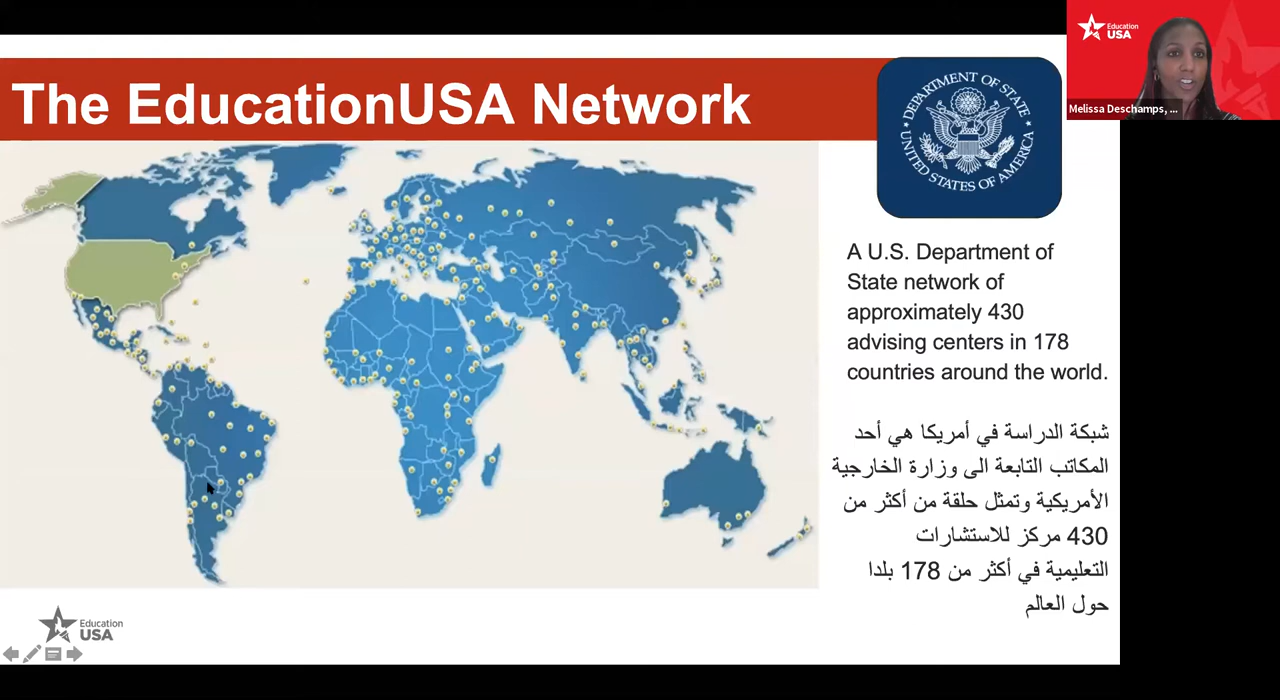 The EducationUSA Network
DEPARTMENT OF STATE
UNITED STATES OF AMERICA
Education
USA
Melissa Deschamps, ...
A U.S. Department of
State network of
approximately 430
advising centers in 178
countries around the world.
شبكة الدراسة في أمريكا هي أحد
المكاتب التابعة الى وزارة الخارجية
الأمريكية وتمثل حلقة من أكثر من
430 مركز للاستشارات
التعليمية في أكثر من 178 بلدا
حول العالم
Education
USA